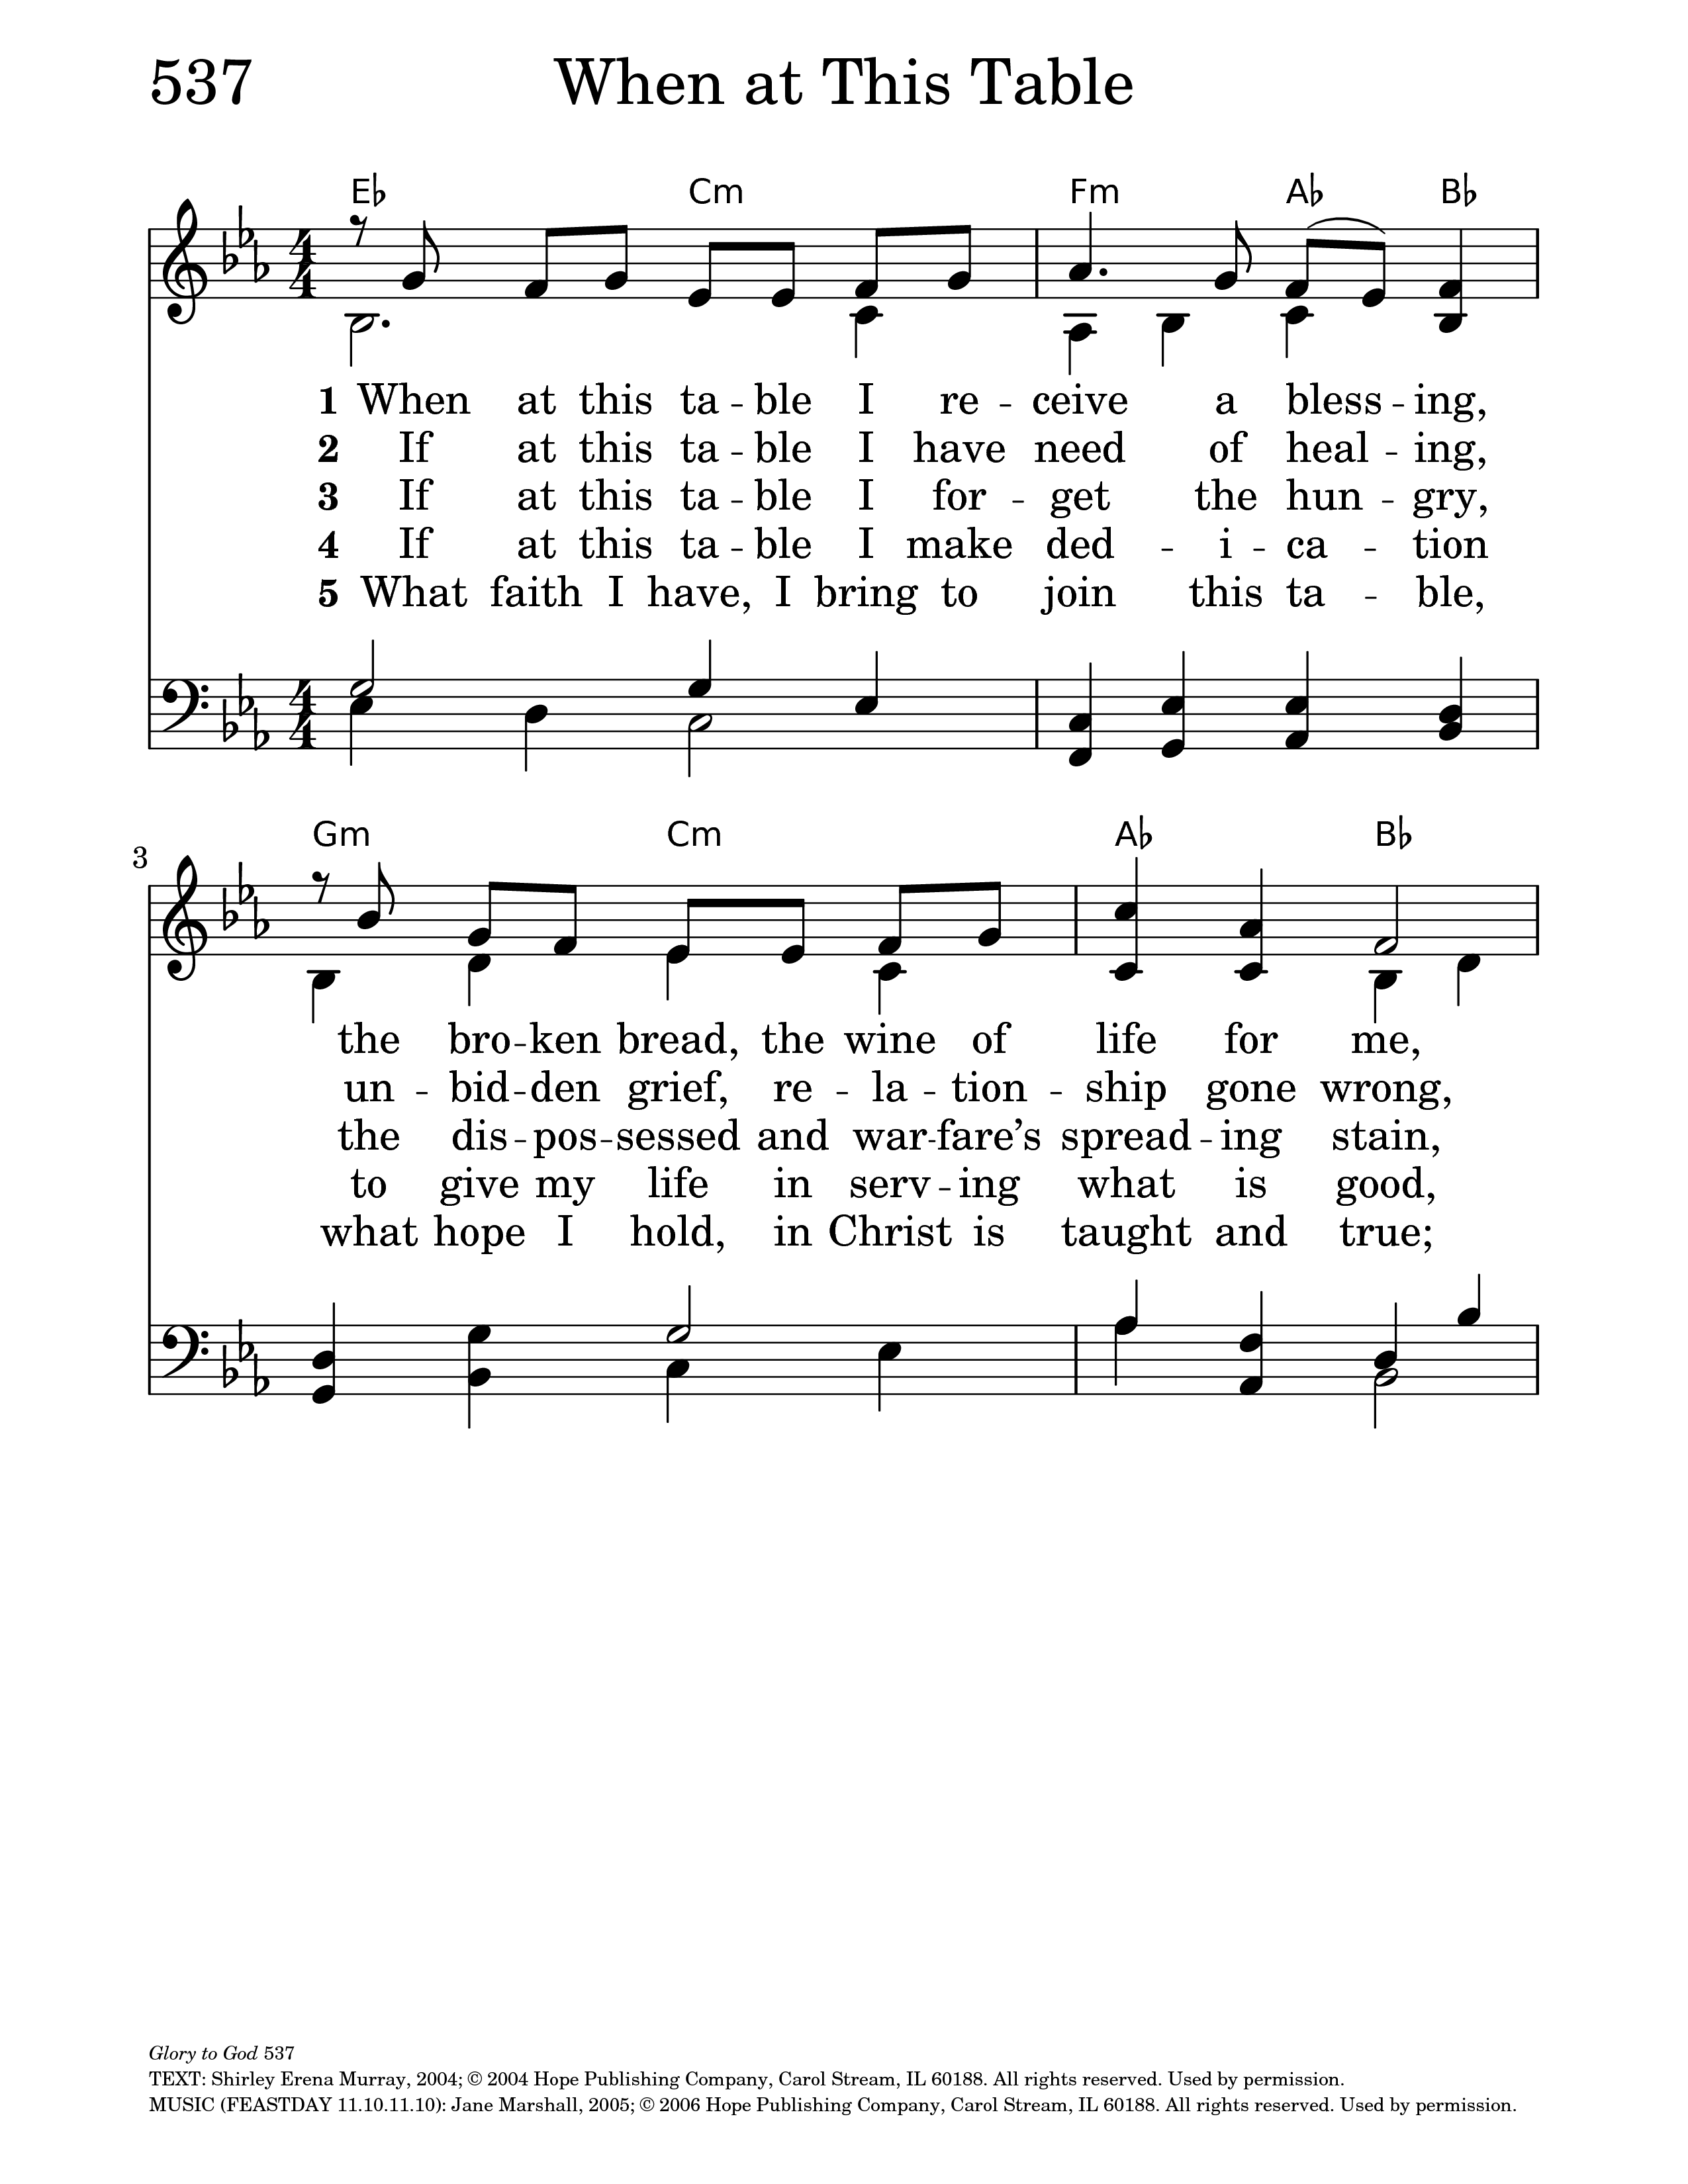 537 When at This Table
E♭ Cm Fm A♭ B♭
1 When at this ta -- ble I re -- ceive a bless -- ing,
2 If at this ta -- ble I have need of heal -- ing,
3 If at this ta -- ble I for -- get the hun -- gry,
4 If at this ta -- ble I make ded -- i -- ca -- tion
5 What faith I have, I bring to join this ta -- ble,
Gm Cm A♭ B♭
3
the bro -- ken bread, the wine of life for me,
un -- bid -- den grief, re -- la -- tion -- ship gone wrong,
the dis -- pos -- sessed and war -- fare’s spread -- ing stain,
to give my life in serv -- ing what is good,
what hope I hold, in Christ is taught and true;
Glory to God 537
TEXT: Shirley Erena Murray, 2004; © 2004 Hope Publishing Company, Carol Stream, IL 60188. All rights reserved. Used by permission.
MUSIC (FEASTDAY 11.10.11.10): Jane Marshall, 2005; © 2006 Hope Publishing Company, Carol Stream, IL 60188. All rights reserved. Used by permission.